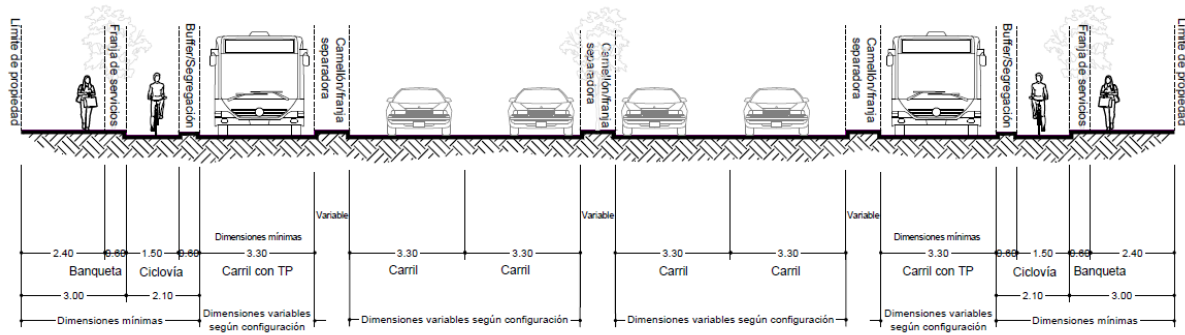 Límite de propiedad
Franja de servicios
Buffer/Segregación
Camellón/franja
separadora
Camellón/franja
separadora
Camellón/franja
separadora
Buffer/Segregación
Franja de servicios
Límite de propiedad
Variable
Variable
Variable
Dimensiones mínimas
Dimensiones mínimas
2.40
0.60
1.50
0.60
3.30
3.30
3.30
3.30
3.30
3.30
0.60
1.50
0.60
2.40
Banqueta
Ciclovía
Carril con TP
Carril
Carril
Carril
Carril
Carril con TP
Ciclovía
Banqueta
3.00
2.10
2.10
3.00
Dimensiones mínimas
Dimensiones variables
según configuración
Dimensiones variables según configuración
Dimensiones variables según configuración
Dimensiones variables
según configuración
Dimensiones mínimas